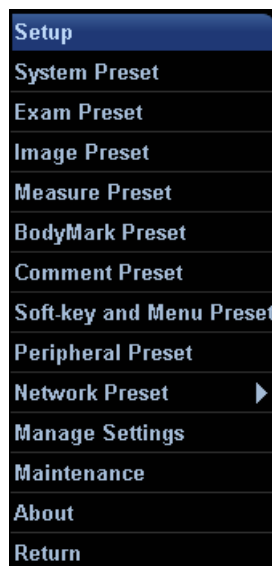 Setup
System Preset
Exam Preset
Image Preset
Measure Preset
BodyMark Preset
Comment Preset
Soft-key and Menu Preset
Peripheral Preset
Network Preset
Manage Settings
Maintenance
About
Return